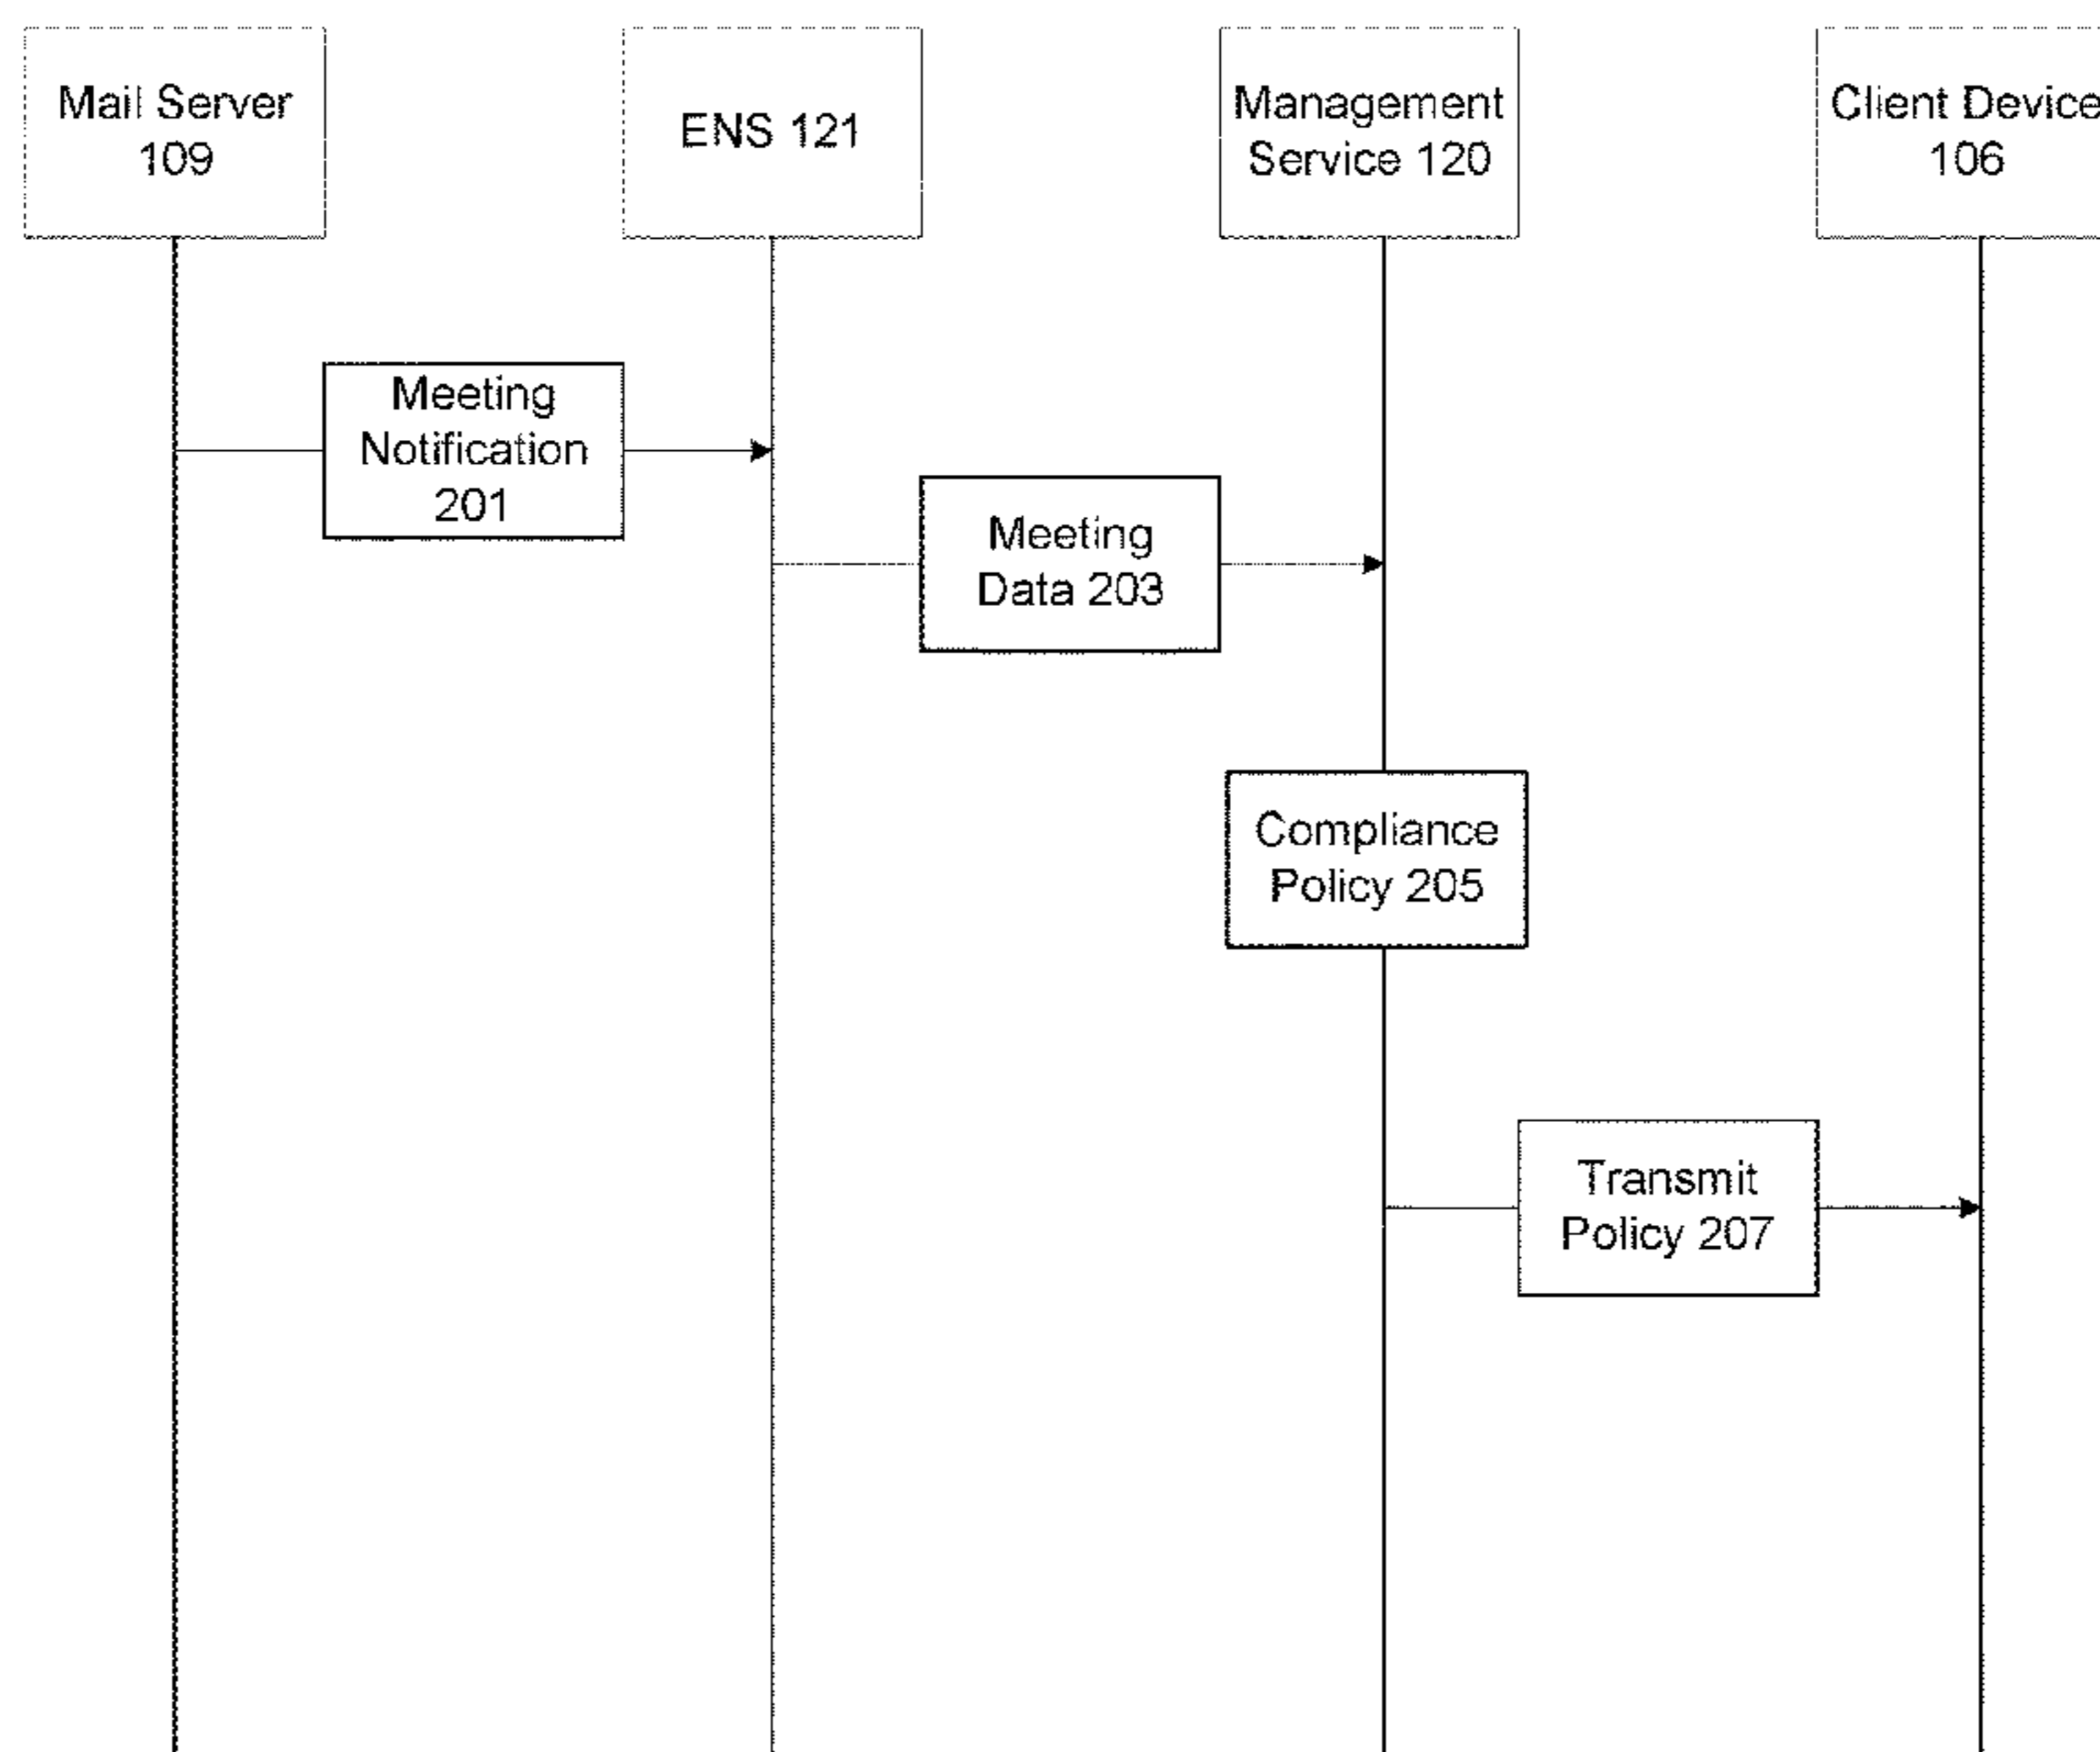 Mail Server
109
ENS 121
Management
Service 120
Client Device
106
Meeting
Notification
201
Meeting
Data 203
Compliance
Policy 205
Transmit
Policy 207